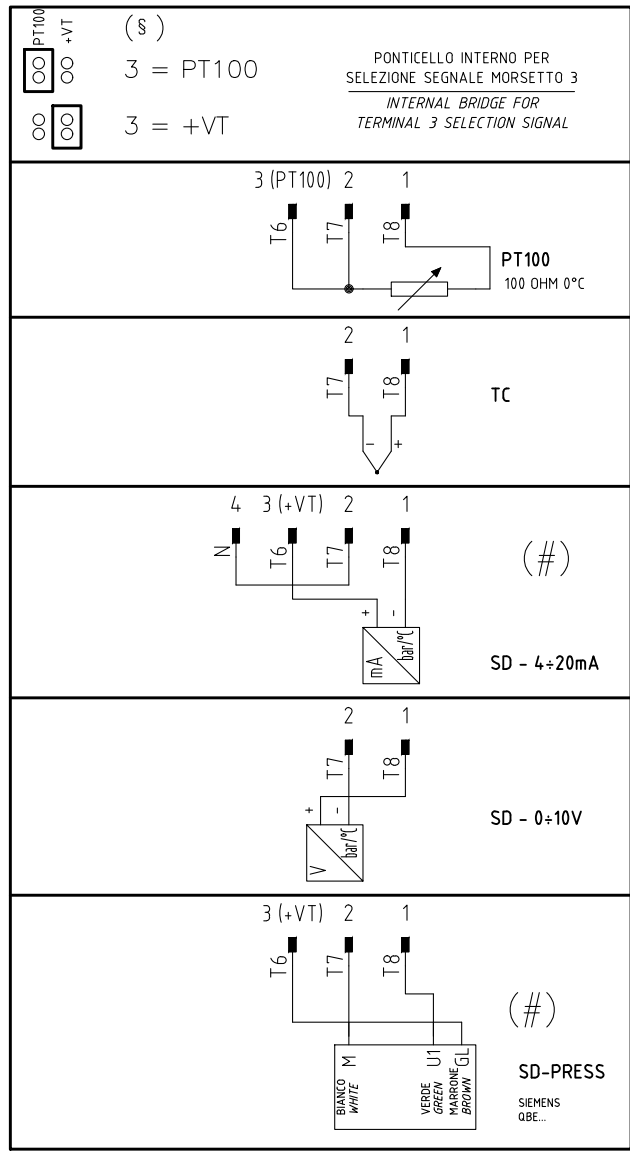 PT100
+VT
(§)
3 = PT100
3 = +VT
PONTICELLO INTERNO PER
SELEZIONE SEGNALE MORSETTO 3
INTERNAL BRIDGE FOR
TERMINAL 3 SELECTION SIGNAL
3 (PT100) 2 1
T6 T7 T8
PT100
100 OHM 0°C
2 1
T7 T8
TC
- +
4 3 (+VT) 2 1
N T6 T7 T8
(#)
+ -
mA bar/°C
SD - 4÷20mA
2 1
T7 T8
+ -
V bar/°C
SD - 0÷10V
3 (+VT) 2 1
T6 T7 T8
(#)
M U1 GL
BIANCO
WHITE
VERDE
GREEN
MARRONE
BROWN
SD-PRESS
SIEMENS
QBE...